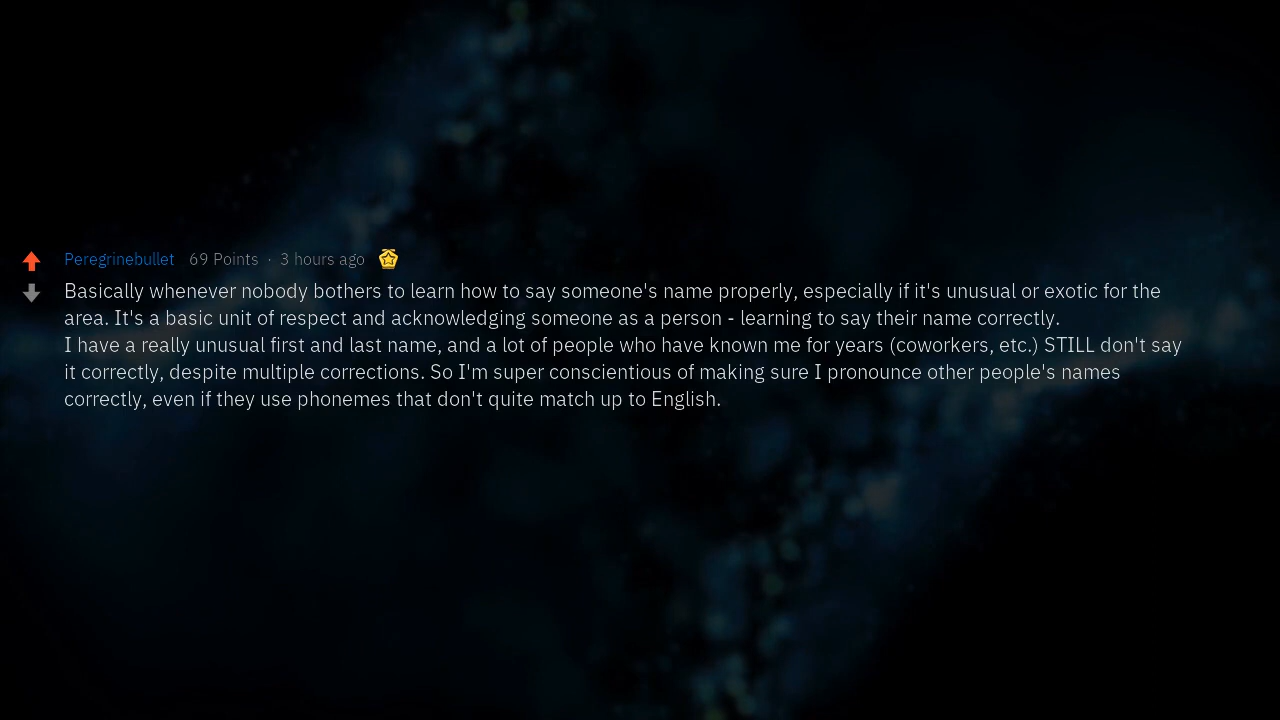 Peregrinebullet 69 Points · 3 hours ago
Basically whenever nobody bothers to learn how to say someone's name properly, especially if it's unusual or exotic for the
area. It's a basic unit of respect and acknowledging someone as a person - learning to say their name correctly.
I have a really unusual first and last name, and a lot of people who have known me for years (coworkers, etc.) STILL don't say
it correctly, despite multiple corrections. So I'm super conscientious of making sure I pronounce other people's names
correctly, even if they use phonemes that don't quite match up to English.